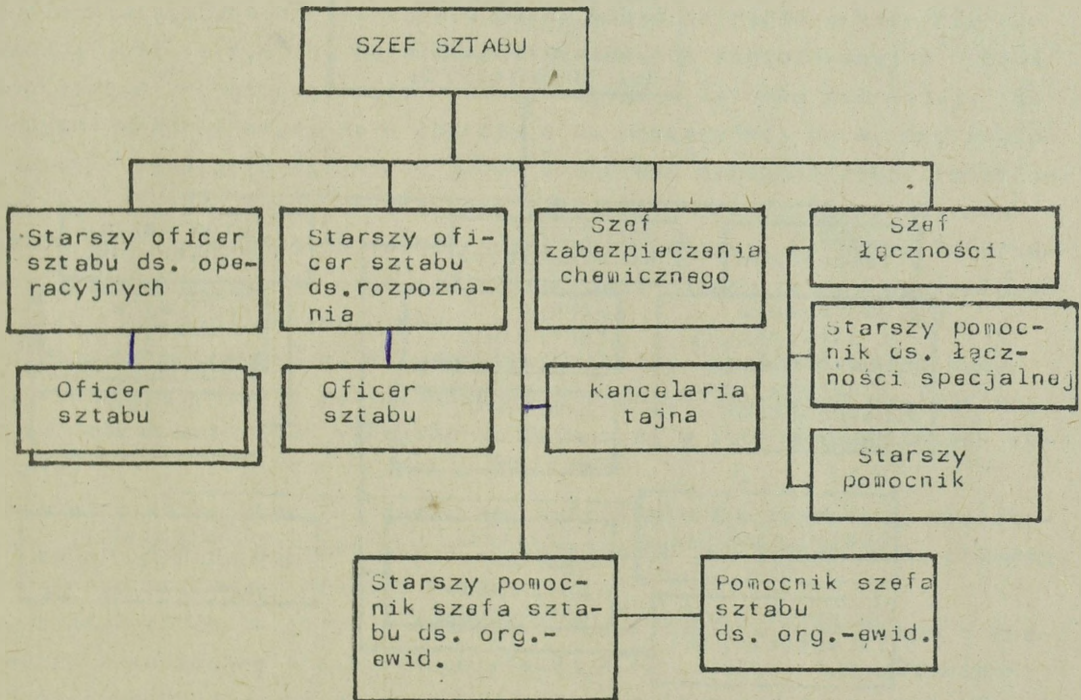 SZEF SZTABU
Starszy oficer
sztabu ds. ope-
racyjnych
Starszy ofi-
cer sztabu
ds.rozpozna-
nia
Szef
zabezpieczenia
chemicznego
Szef
łączności
Starszy pomoc-
nik ds. łącz-
ności specjalnej
Starszy
pomocnik
Oficer
sztabu
Oficer
sztabu
Kancelaria
tajna
Starszy pomoc-
nik szefa szta-
bu ds. org.-
ewid.
Pomocnik szefa
sztabu
ds. org.-ewid.